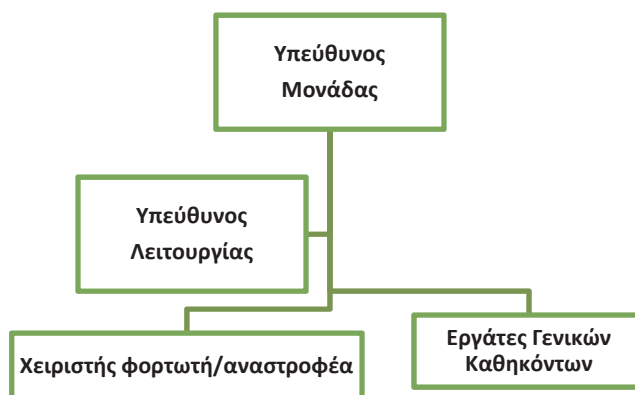 Υπεύθυνος
Μονάδας
Υπεύθυνος
Λειτουργίας
Χειριστής φορτωτή/αναστροφέα
Εργάτες Γενικών
Καθηκόντων